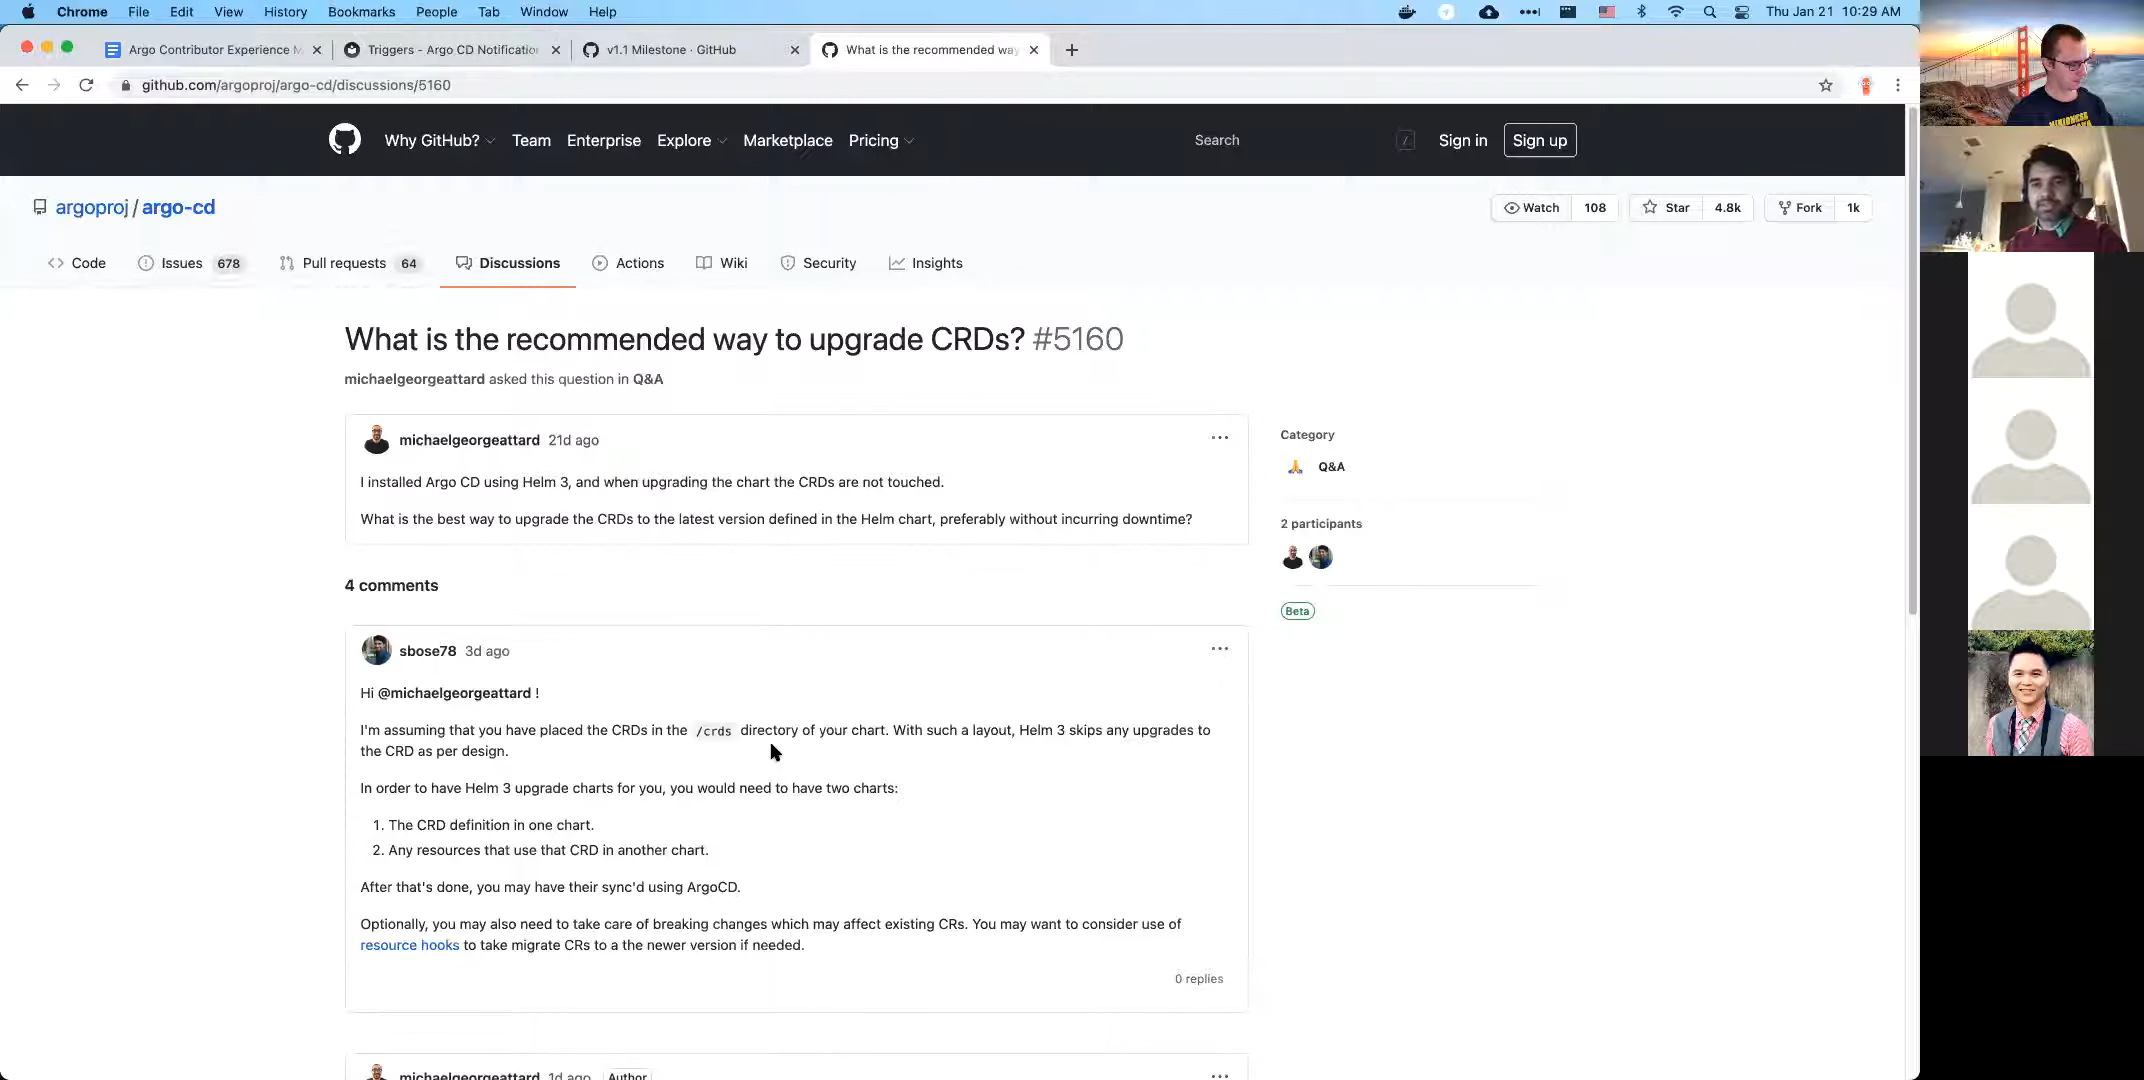 Chrome File Edit View History Bookmarks People Tab Window Help
Thu Jan 21 10:29 AM
Argo Contributor Experience M
Triggers - Argo CD Notification
v1.1 Milestone · GitHub
What is the recommended way
github.com/argoproj/argo-cd/discussions/5160
Why GitHub? Team Enterprise Explore Marketplace Pricing
Search /
Sign in Sign up
argoproj / argo-cd
Watch 108 Star 4.8k Fork 1k
Code Issues 678 Pull requests 64 Discussions Actions Wiki Security Insights
What is the recommended way to upgrade CRDs? #5160
michaelgeorgeattard asked this question in Q&A
michaelgeorgeattard 21d ago
I installed Argo CD using Helm 3, and when upgrading the chart the CRDs are not touched.
What is the best way to upgrade the CRDs to the latest version defined in the Helm chart, preferably without incurring downtime?
Category
Q&A
2 participants
Beta
4 comments
sbose78 3d ago
Hi @michaelgeorgeattard !
I'm assuming that you have placed the CRDs in the /crds directory of your chart. With such a layout, Helm 3 skips any upgrades to
the CRD as per design.
In order to have Helm 3 upgrade charts for you, you would need to have two charts:
1. The CRD definition in one chart.
2. Any resources that use that CRD in another chart.
After that's done, you may have their sync'd using ArgoCD.
Optionally, you may also need to take care of breaking changes which may affect existing CRs. You may want to consider use of
resource hooks to take migrate CRs to a the newer version if needed.
0 replies
michaelgeorgeattard 1d ago Author